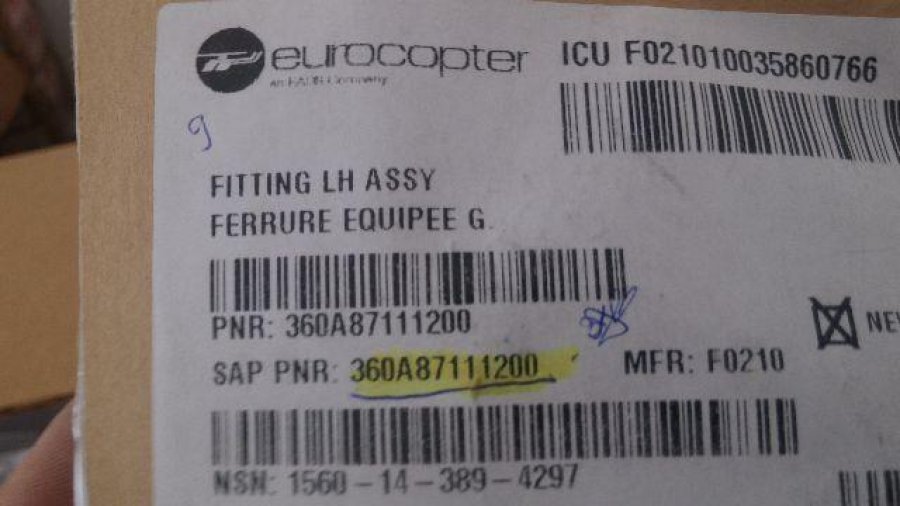 eurocopter
an EADS Company
ICU F021010035860766
9
FITTING LH ASSY
FERRURE EQUIPEE G.
PNR: 360A87111200
SAP PNR: 360A87111200
MFR: F0210
NEW
NSN: 1560-14-389-4297